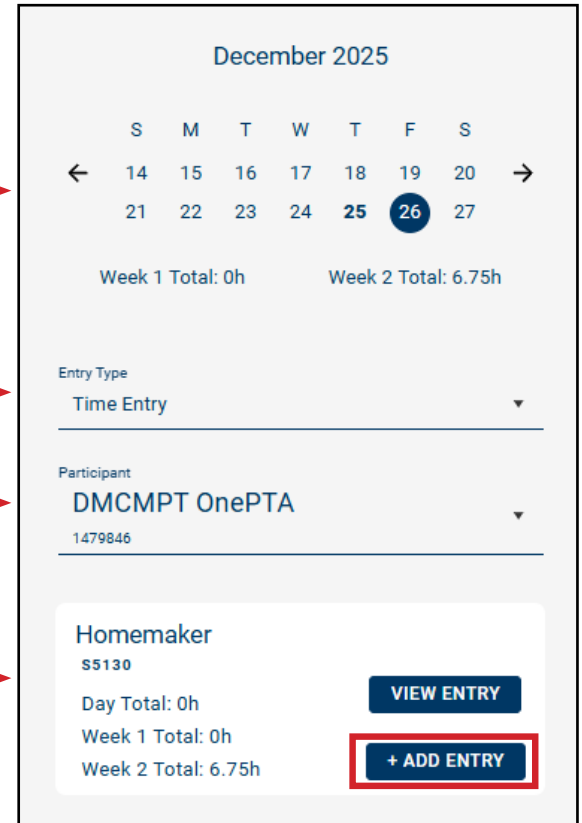 December 2025
S M T W T F S
← 14 15 16 17 18 19 20 →
21 22 23 24 25 26 27
Week 1 Total: 0h Week 2 Total: 6.75h
Entry Type
Time Entry
Participant
DMCMPT OnePTA
1479846
Homemaker
S5130
VIEW ENTRY
Day Total: 0h
Week 1 Total: 0h
+ ADD ENTRY
Week 2 Total: 6.75h